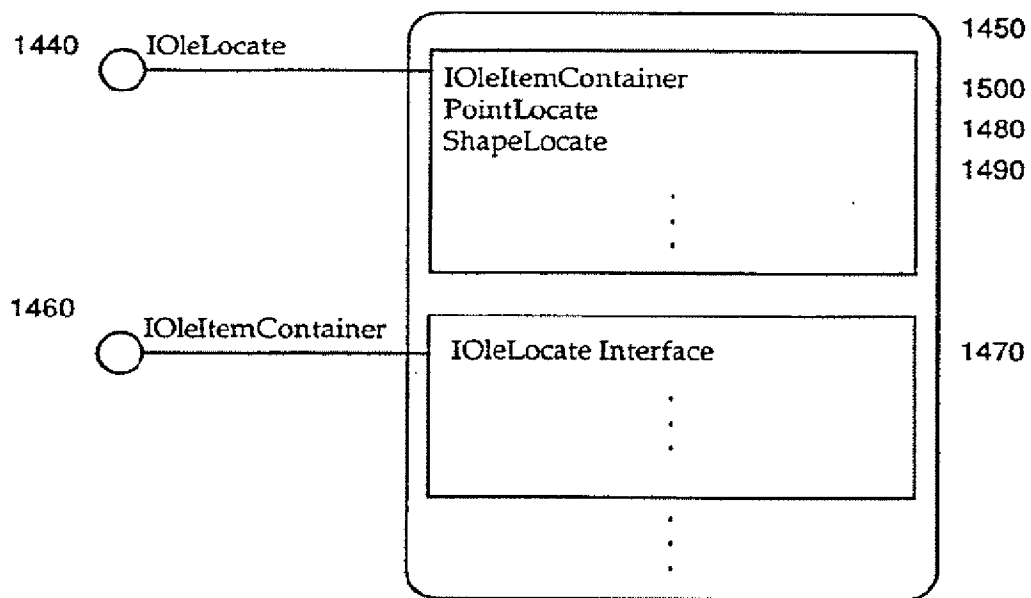 1440 IOleLocate 1450
IOleItemContainer 1500
PointLocate 1480
ShapeLocate 1490
1460 IOleItemContainer
IOleLocate Interface 1470